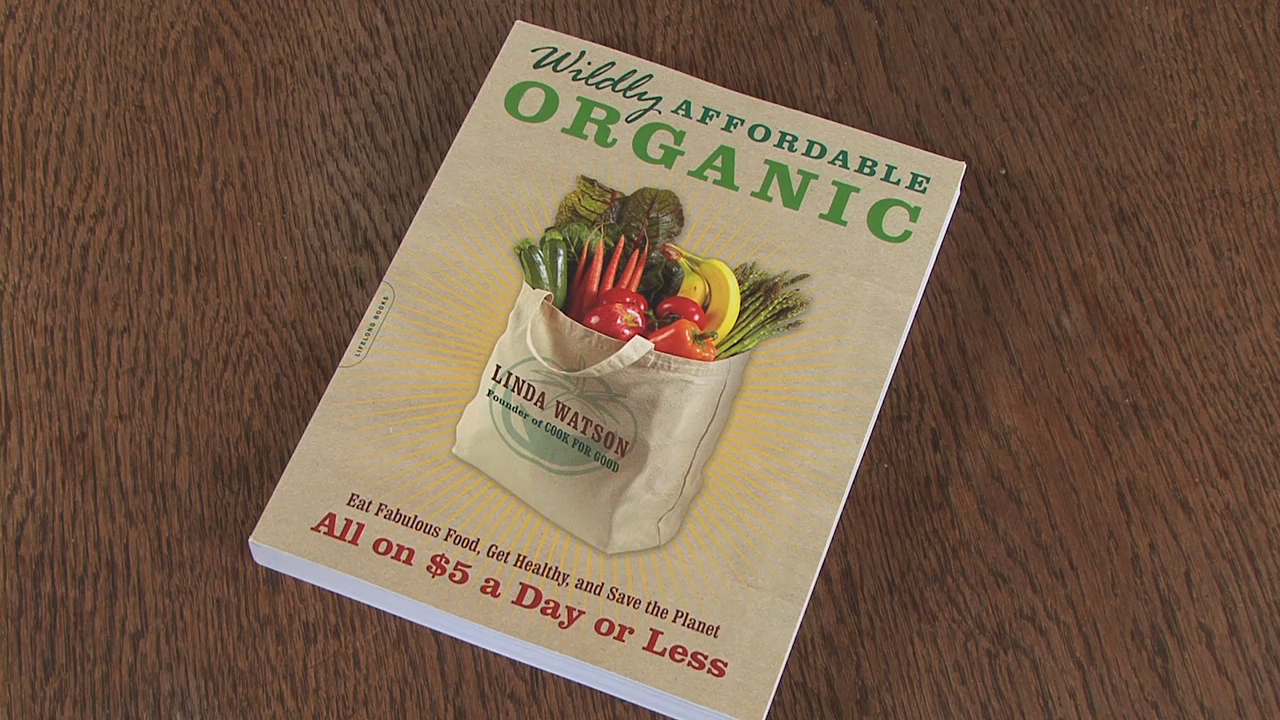 Wildly AFFORDABLE
ORGANIC
LIFELONG BOOKS
LINDA WATSON
Founder of COOK FOR GOOD
Eat Fabulous Food, Get Healthy, and Save the Planet
All on $5 a Day or Less